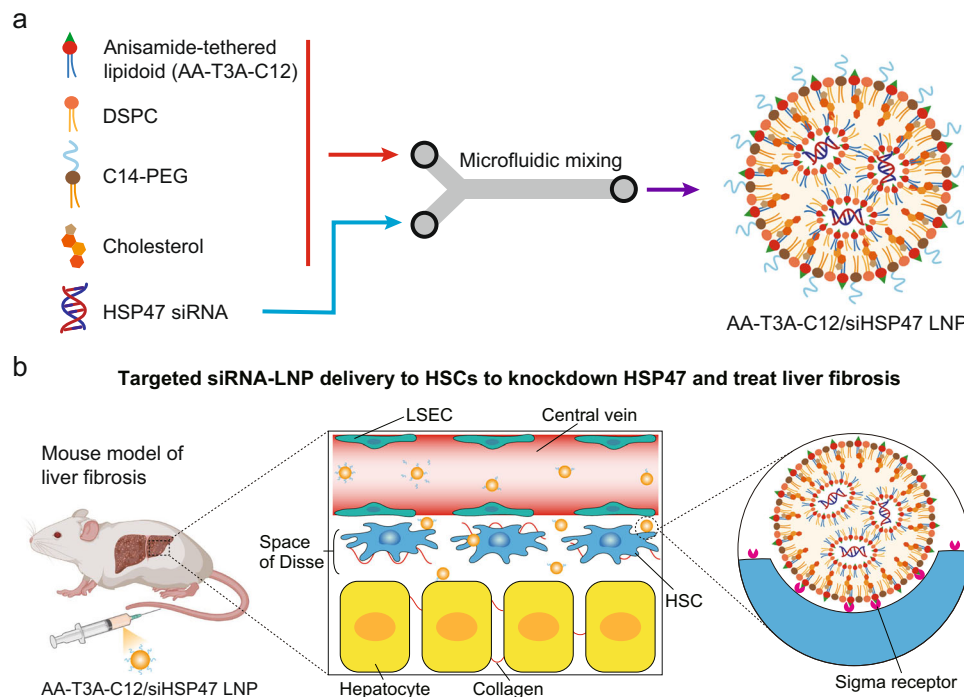 a
Anisamide-tethered
lipidoid (AA-T3A-C12)
DSPC
C14-PEG
Cholesterol
HSP47 siRNA
Microfluidic mixing
AA-T3A-C12/siHSP47 LNP
b
Targeted siRNA-LNP delivery to HSCs to knockdown HSP47 and treat liver fibrosis
Mouse model of
liver fibrosis
AA-T3A-C12/siHSP47 LNP
LSEC
Central vein
Space
of Disse
HSC
Hepatocyte
Collagen
Sigma receptor